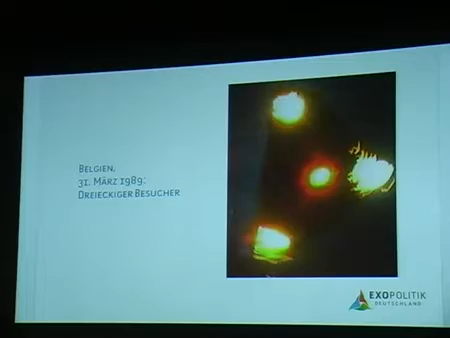 Belgien,
31. März 1989:
Dreieckiger Besucher
EXOPOLITIK
DEUTSCHLAND